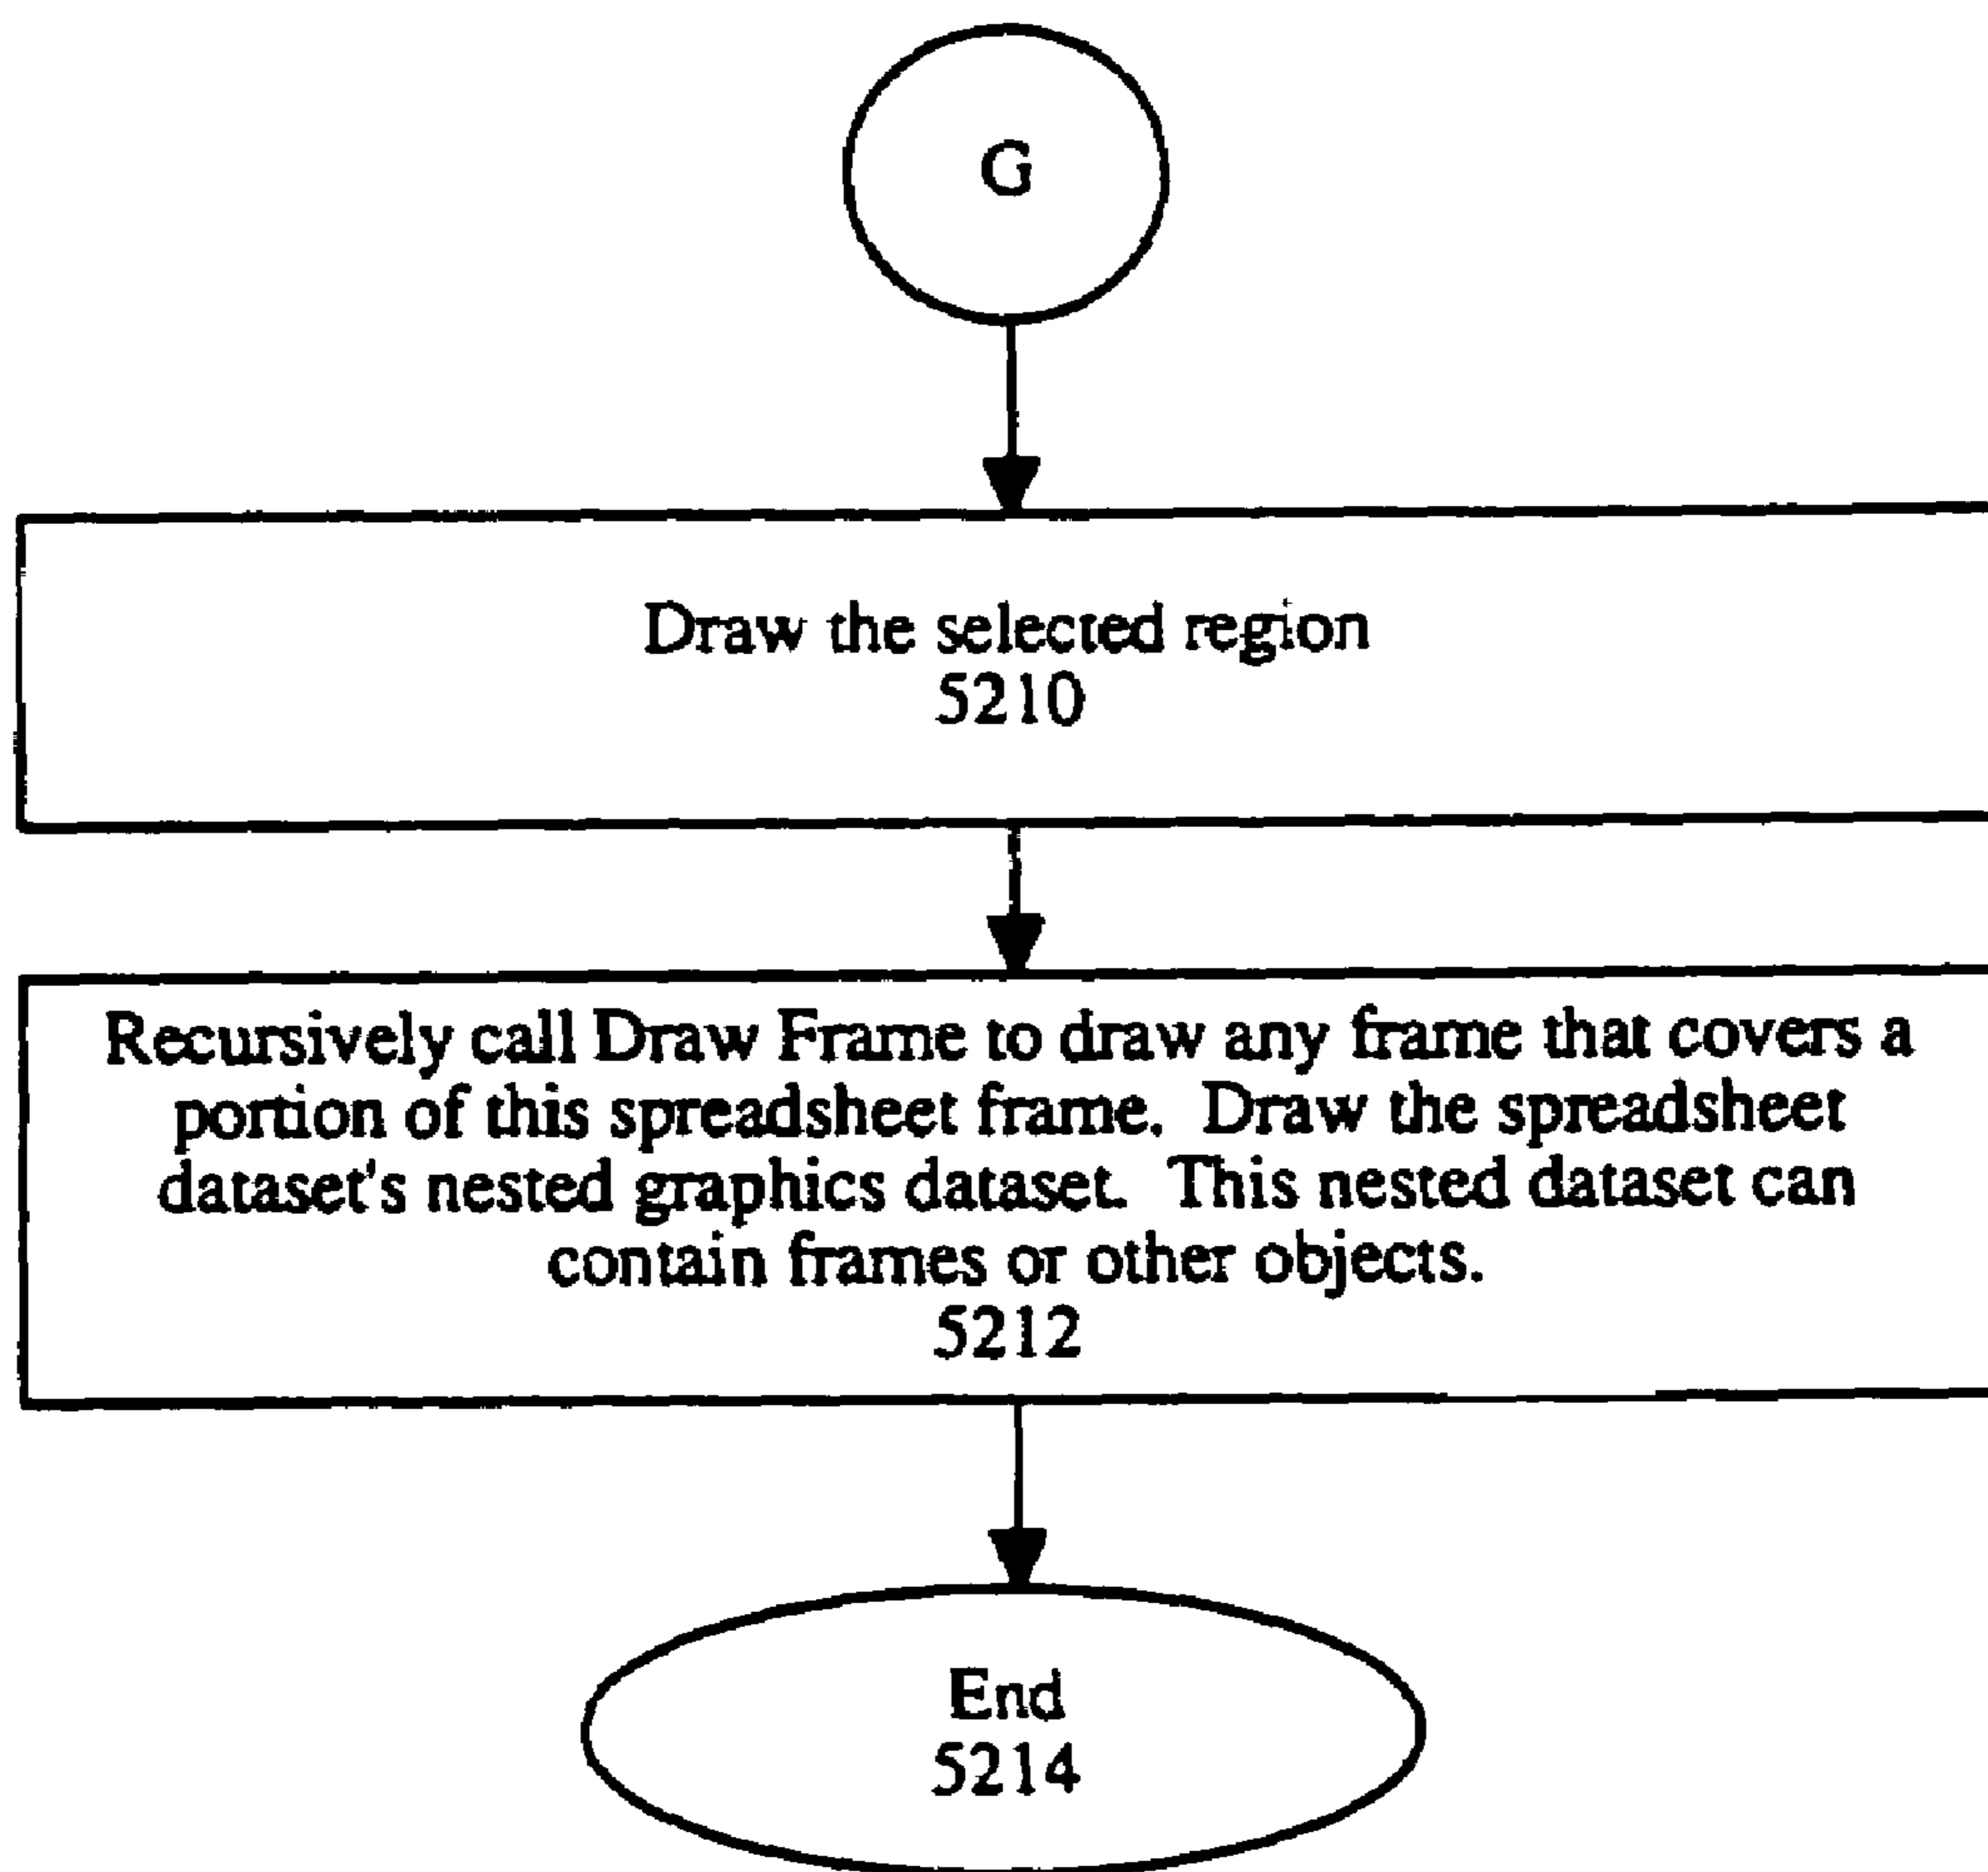 G
Draw the selected region
5210
Recursively call Draw Frame to draw any frame that covers a
portion of this spreadsheet frame. Draw the spreadsheet
dataset's nested graphics dataset. This nested dataset can
contain frames or other objects.
5212
End
5214